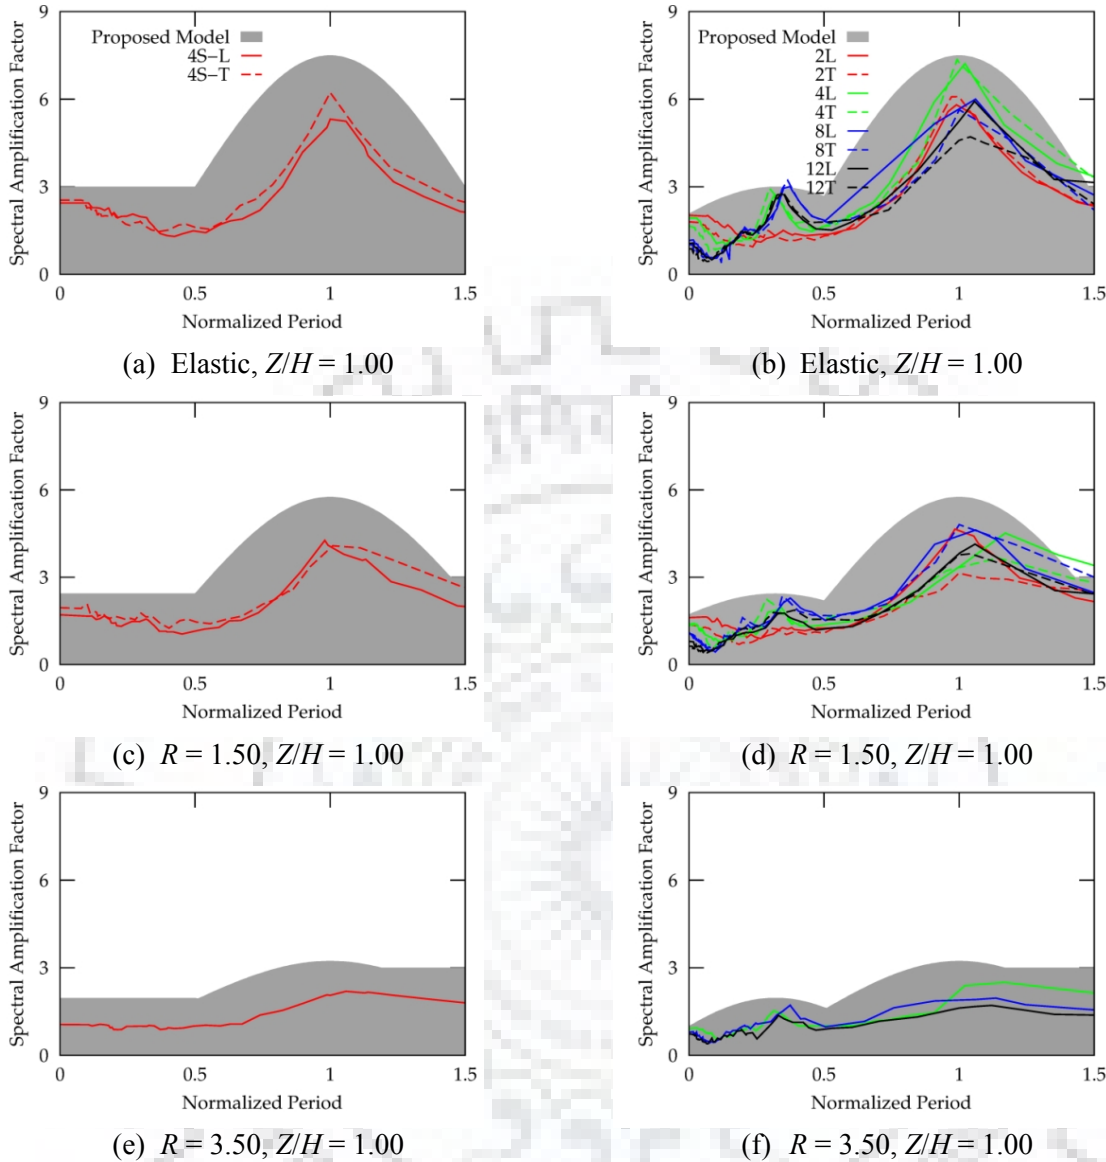 9
6
3
0
Spectral Amplification Factor
Proposed Model
4S−L
4S−T
0
0.5
1
1.5
Normalized Period
(a) Elastic, Z/H = 1.00
9
6
3
0
Spectral Amplification Factor
Proposed Model
2L
2T
4L
4T
8L
8T
12L
12T
0
0.5
1
1.5
Normalized Period
(b) Elastic, Z/H = 1.00
9
6
3
0
Spectral Amplification Factor
0
0.5
1
1.5
Normalized Period
(c) R = 1.50, Z/H = 1.00
9
6
3
0
Spectral Amplification Factor
0
0.5
1
1.5
Normalized Period
(d) R = 1.50, Z/H = 1.00
9
6
3
0
Spectral Amplification Factor
0
0.5
1
1.5
Normalized Period
(e) R = 3.50, Z/H = 1.00
9
6
3
0
Spectral Amplification Factor
0
0.5
1
1.5
Normalized Period
(f) R = 3.50, Z/H = 1.00